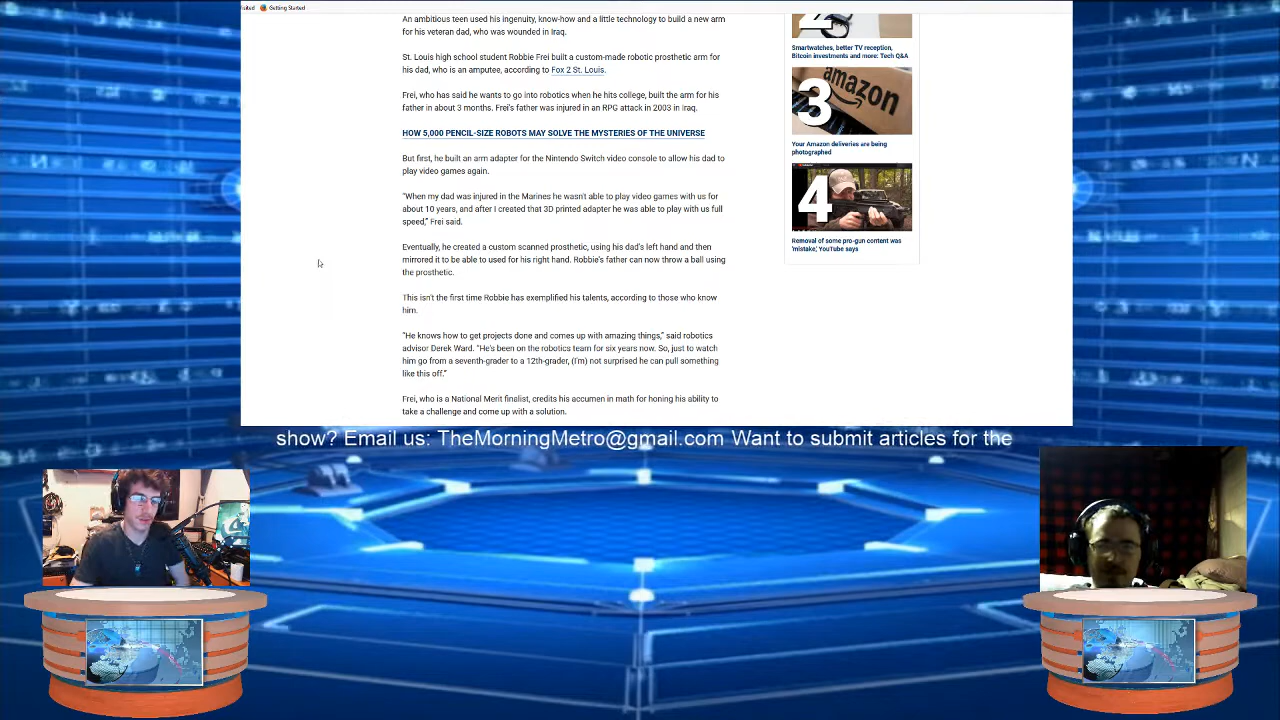 isited Getting Started
An ambitious teen used his ingenuity, know-how and a little technology to build a new arm
for his veteran dad, who was wounded in Iraq.
St. Louis high school student Robbie Frei built a custom-made robotic prosthetic arm for
his dad, who is an amputee, according to Fox 2 St. Louis.
Frei, who has said he wants to go into robotics when he hits college, built the arm for his
father in about 3 months. Frei's father was injured in an RPG attack in 2003 in Iraq.
HOW 5,000 PENCIL-SIZE ROBOTS MAY SOLVE THE MYSTERIES OF THE UNIVERSE
But first, he built an arm adapter for the Nintendo Switch video console to allow his dad to
play video games again.
“When my dad was injured in the Marines he wasn't able to play video games with us for
about 10 years, and after I created that 3D printed adapter he was able to play with us full
speed,” Frei said.
Eventually, he created a custom scanned prosthetic, using his dad's left hand and then
mirrored it to be able to used for his right hand. Robbie's father can now throw a ball using
the prosthetic.
This isn't the first time Robbie has exemplified his talents, according to those who know
him.
“He knows how to get projects done and comes up with amazing things,” said robotics
advisor Derek Ward. “He's been on the robotics team for six years now. So, just to watch
him go from a seventh-grader to a 12th-grader, (I'm) not surprised he can pull something
like this off.”
Frei, who is a National Merit finalist, credits his accumen in math for honing his ability to
take a challenge and come up with a solution.
2
Smartwatches, better TV reception,
Bitcoin investments and more: Tech Q&A
3
amazon
Your Amazon deliveries are being
photographed
4
Removal of some pro-gun content was
'mistake,' YouTube says
show? Email us: TheMorningMetro@gmail.com Want to submit articles for the